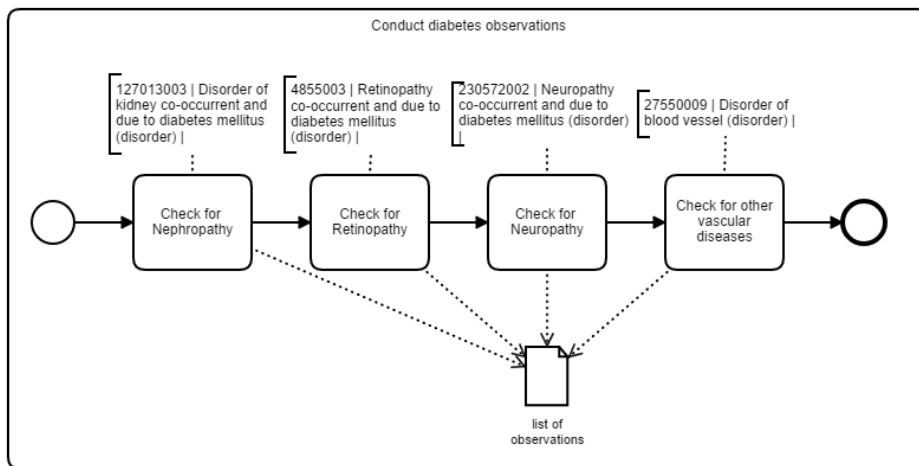 Conduct diabetes observations
127013003 | Disorder of
kidney co-occurrent and
due to diabetes mellitus
(disorder) |
4855003 | Retinopathy
co-occurrent and due to
diabetes mellitus
(disorder) |
230572002 | Neuropathy
co-occurrent and due to
diabetes mellitus (disorder)
|
27550009 | Disorder of
blood vessel (disorder) |
Check for
Nephropathy
Check for
Retinopathy
Check for
Neuropathy
Check for other
vascular
diseases
list of
observations